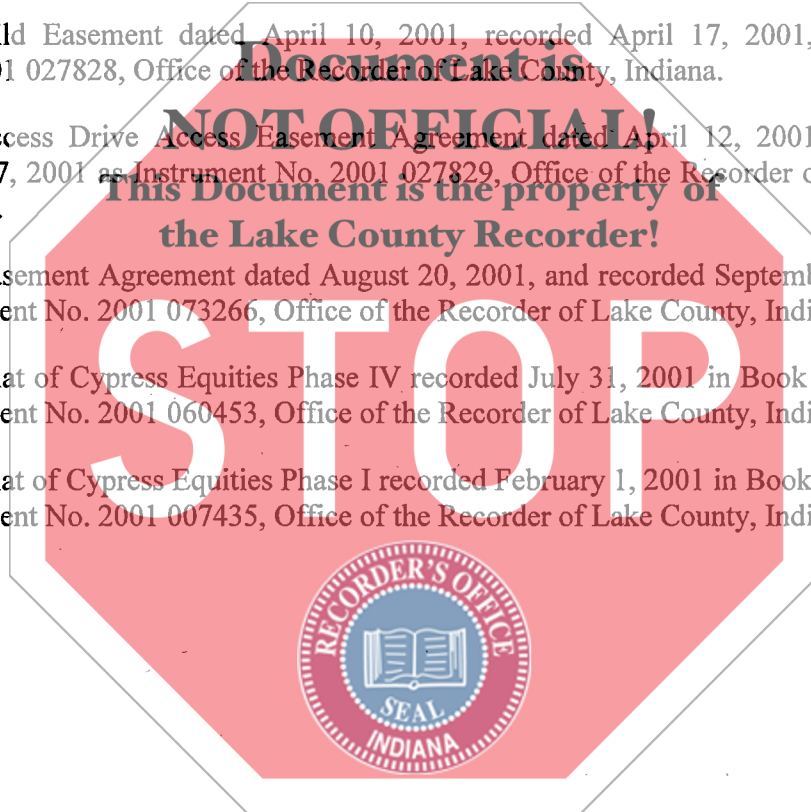 ld Easement dated April 10, 2001, recorded April 17, 2001,
Document is
01 027828, Office of the Recorder of Lake County, Indiana.
NOT OFFICIAL!
ccess Drive Access Easement Agreement dated April 12, 2001
7, 2001 as Instrument No. 2001 027829, Office of the Recorder o
This Document is the property of
the Lake County Recorder!
sement Agreement dated August 20, 2001, and recorded Septem
ent No. 2001 073266, Office of the Recorder of Lake County, Indi
STOP
at of Cypress Equities Phase IV recorded July 31, 2001 in Book
ent No. 2001 060453, Office of the Recorder of Lake County, Indi
at of Cypress Equities Phase I recorded February 1, 2001 in Book
ent No. 2001 007435, Office of the Recorder of Lake County, Indi
RECORDER'S OFFICE
SEAL
INDIANA